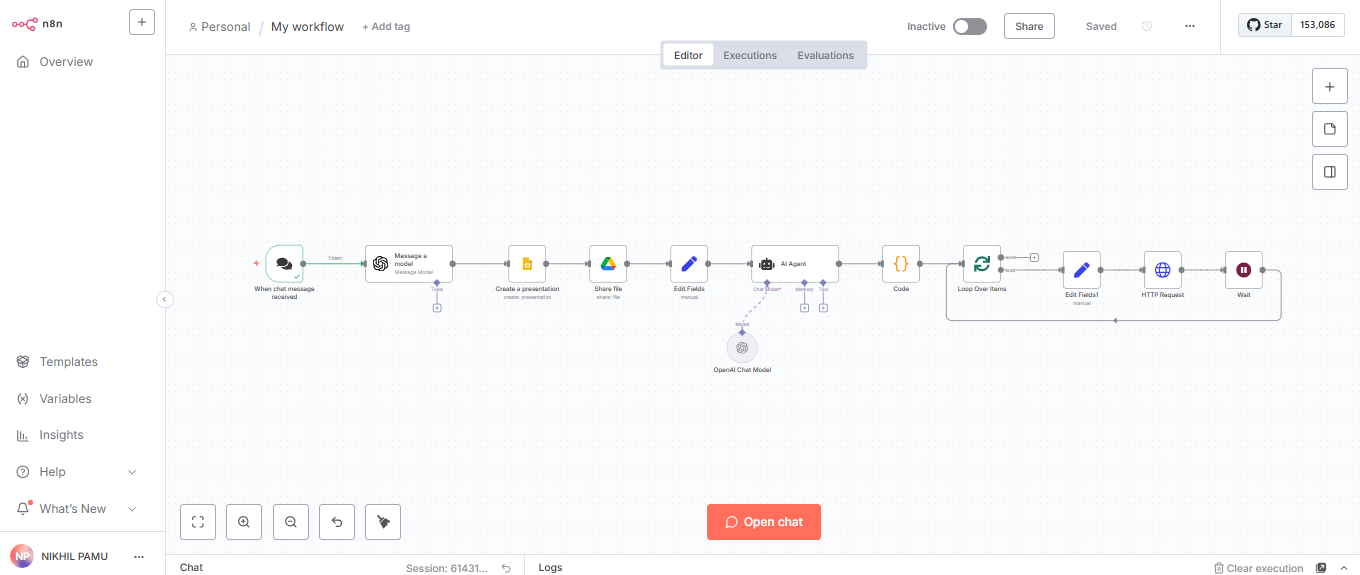 n8n
Personal / My workflow + Add tag
Inactive
Share
Saved
Star 153,086
Editor Executions Evaluations
Overview
1 item
When chat message
received
Message a
model
Message Model
Tools
Create a presentation
create: presentation
Share file
share: file
Edit Fields
manual
AI Agent
Chat Model*
Memory
Tool
Model
OpenAI Chat Model
Code
Loop Over Items
done
loop
Edit Fields1
manual
HTTP Request
Wait
Templates
Variables
Insights
Help
What's New
NP NIKHIL PAMU
Open chat
Chat
Session: 61431...
Logs
Clear execution